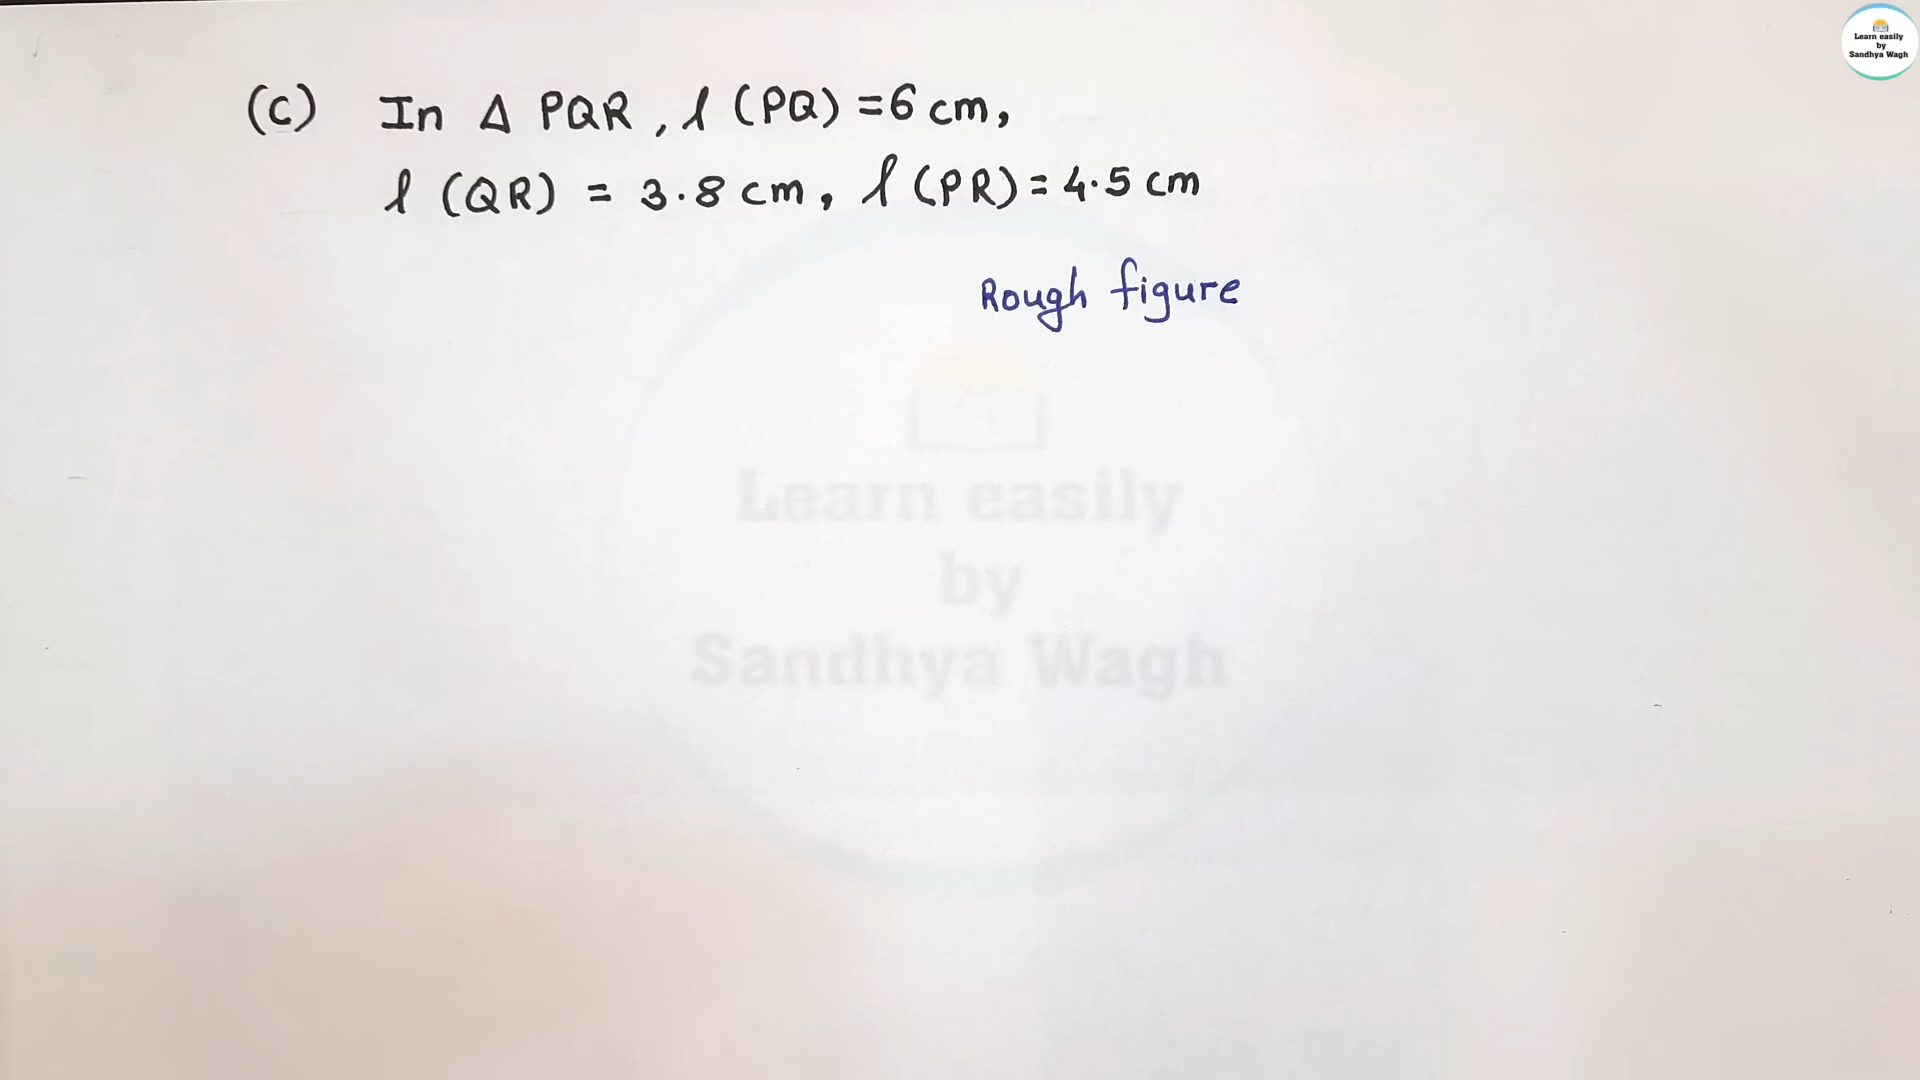 Learn easily
by
Sandhya Wagh
(C) In Δ PQR, l (PQ) = 6 cm,
l (QR) = 3.8 cm, l (PR) = 4.5 cm
Rough figure
Learn easily
by
Sandhya Wagh